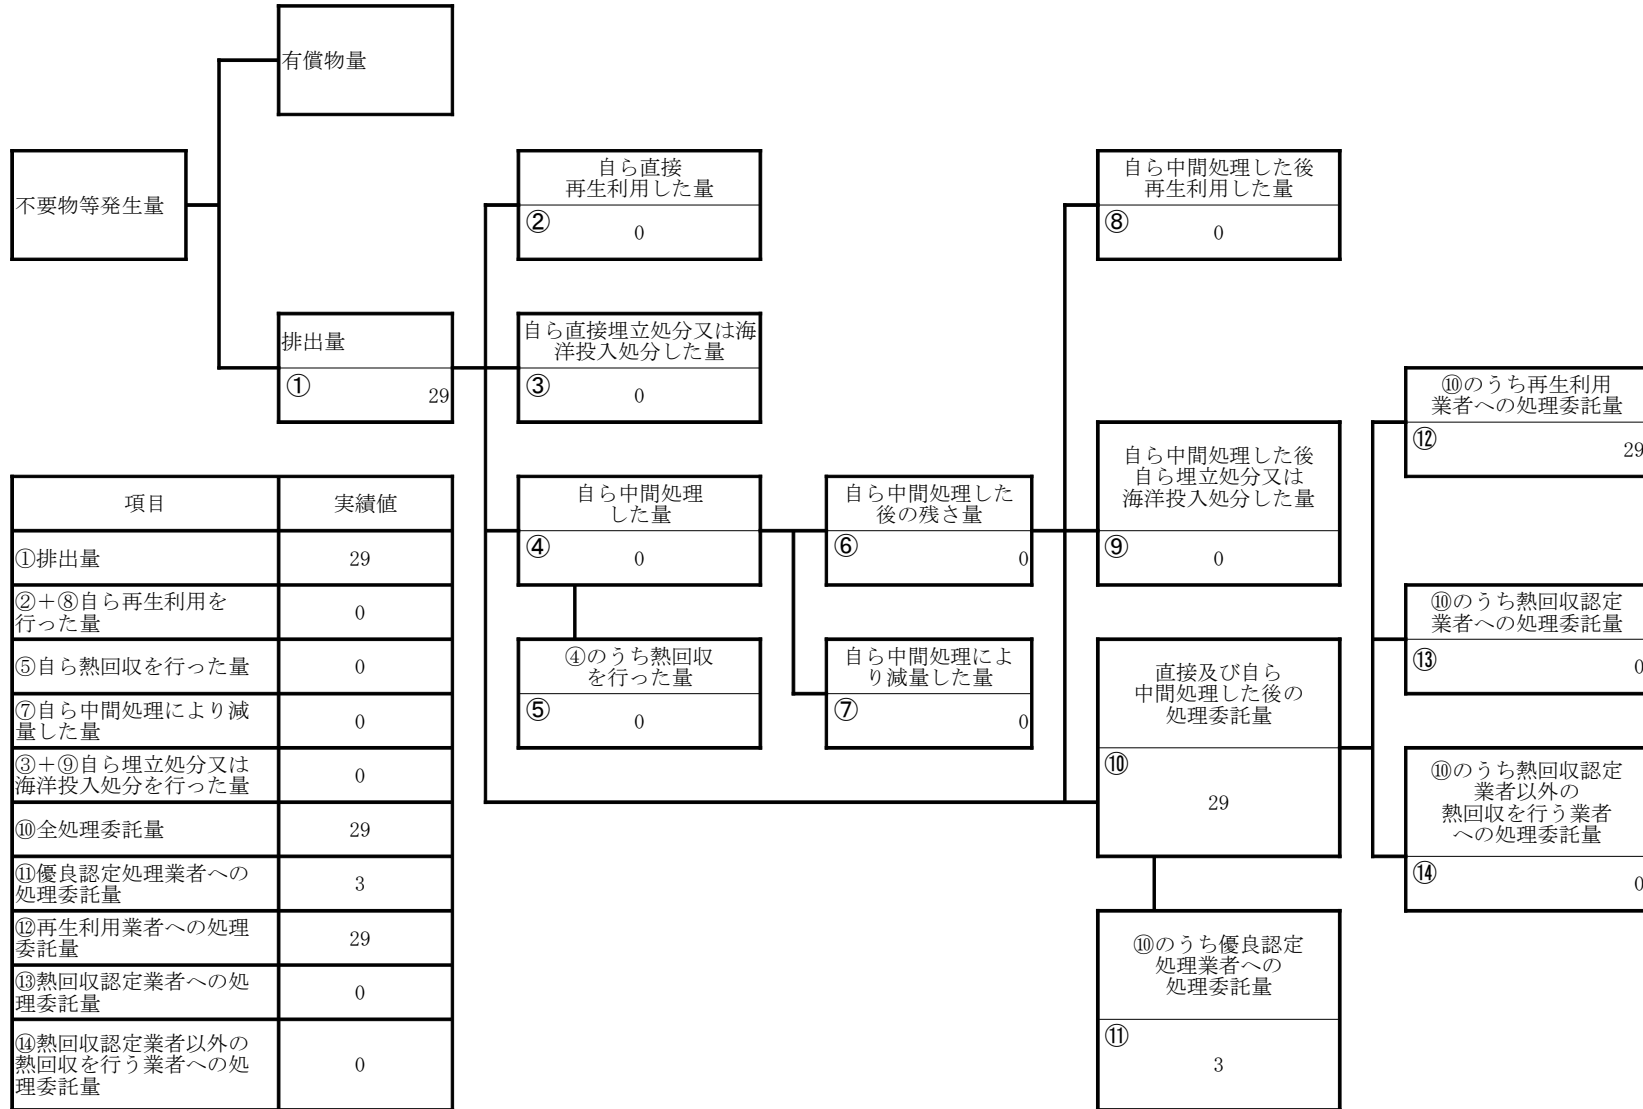 有償物量
不要物等発生量
自ら直接
再生利用した量
②
0
自ら中間処理した後
再生利用した量
⑧
0
排出量
①
29
自ら直接埋立処分又は海
洋投入処分した量
③
0
⑩のうち再生利用
業者への処理委託量
⑫
29
自ら中間処理した後
自ら埋立処分又は
海洋投入処分した量
⑨
0
自ら中間処理
した量
④
0
自ら中間処理した
後の残さ量
⑥
0
④のうち熱回収
を行った量
⑤
0
自ら中間処理によ
り減量した量
⑦
0
直接及び自ら
中間処理した後の
処理委託量
⑩
29
⑩のうち熱回収認定
業者への処理委託量
⑬
0
⑩のうち熱回収認定
業者以外の
熱回収を行う業者
への処理委託量
⑭
0
⑩のうち優良認定
処理業者への
処理委託量
⑪
3
項目 実績値
①排出量 29
②+⑧自ら再生利用を
行った量 0
⑤自ら熱回収を行った量 0
⑦自ら中間処理により減
量した量 0
③+⑨自ら埋立処分又は
海洋投入処分を行った量 0
⑩全処理委託量 29
⑪優良認定処理業者への
処理委託量 3
⑫再生利用業者への処理
委託量 29
⑬熱回収認定業者への処
理委託量 0
⑭熱回収認定業者以外の
熱回収を行う業者への処
理委託量 0